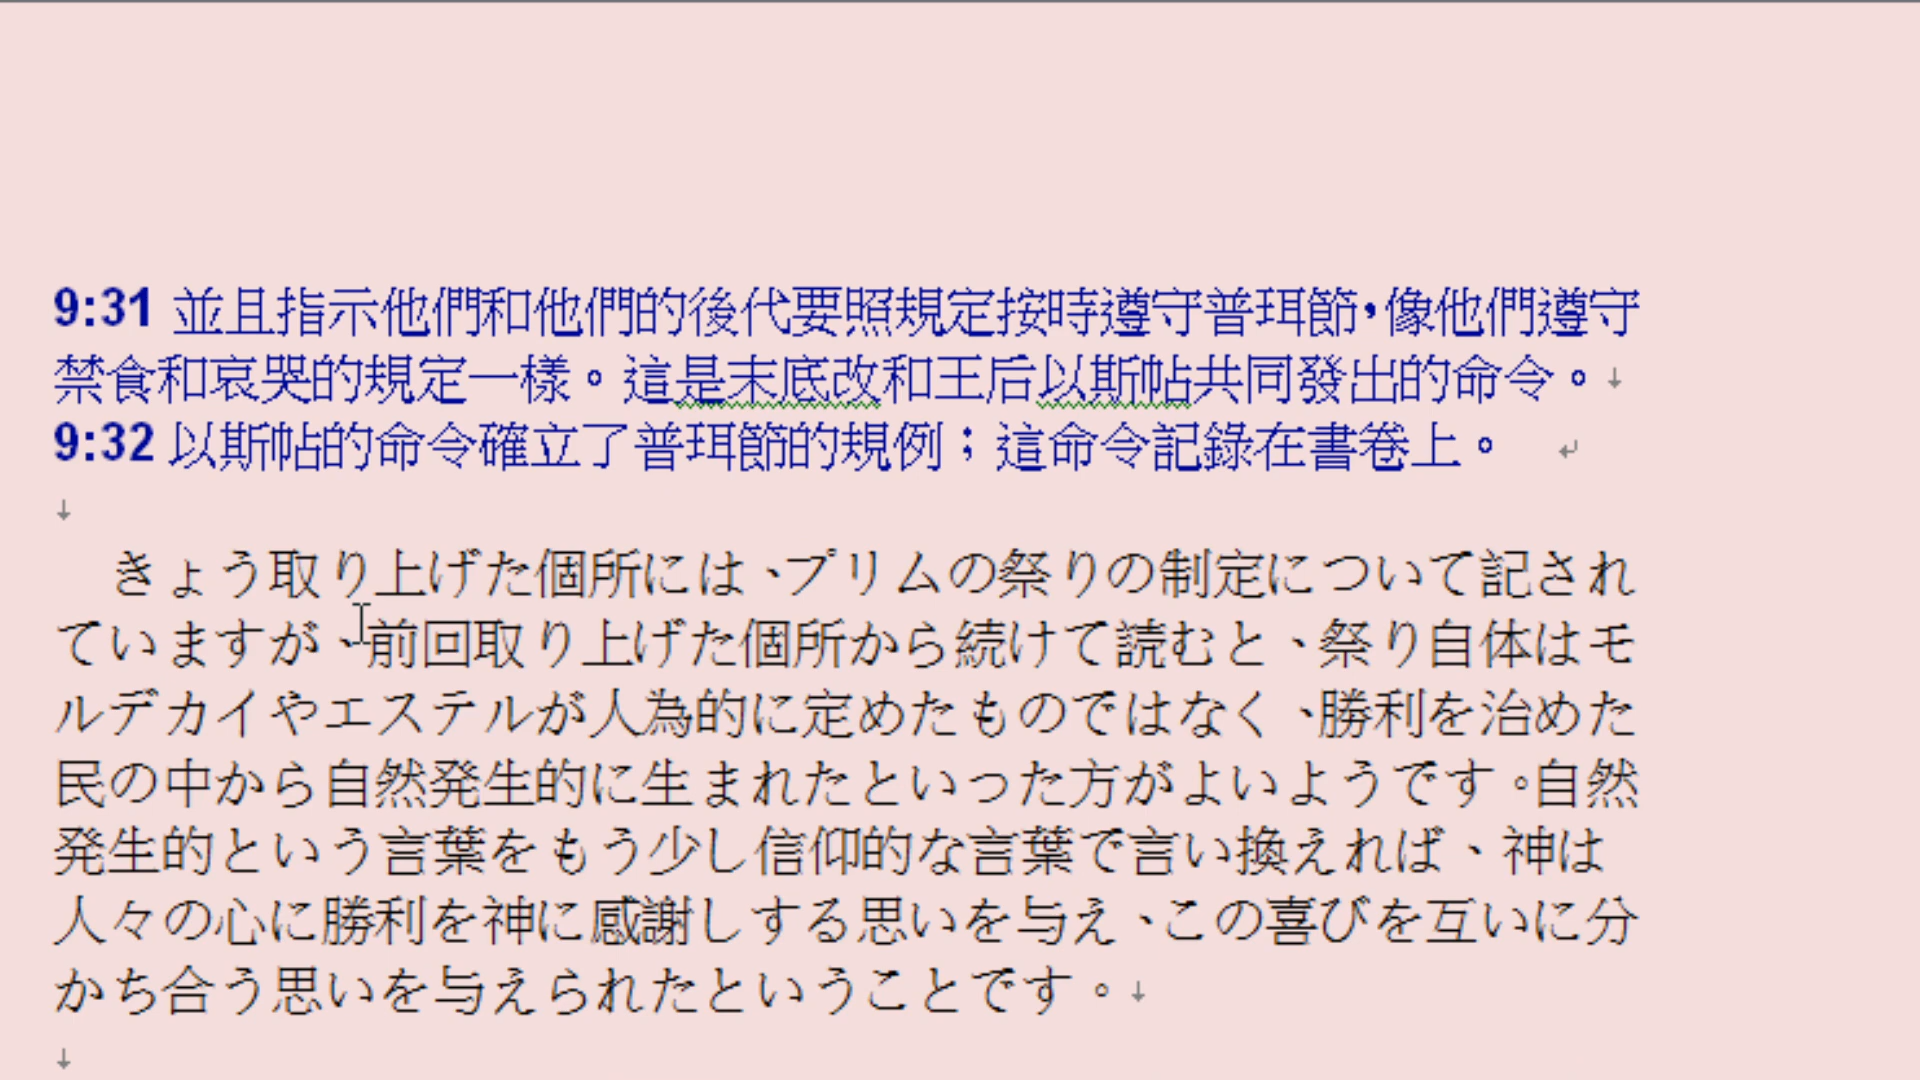 9:31 並且指示他們和他們的後代要照規定按時遵守普珥節，像他們遵守
禁食和哀哭的規定一樣。這是末底改和王后以斯帖共同發出的命令。↓
9:32 以斯帖的命令確立了普珥節的規例；這命令記錄在書卷上。 ↵
↓
　きょう取り上げた個所には、プリムの祭りの制定について記され
ていますが、前回取り上げた個所から続けて読むと、祭り自体はモ
ルデカイやエステルが人為的に定めたものではなく、勝利を治めた
民の中から自然発生的に生まれたといった方がよいようです。自然
発生的という言葉をもう少し信仰的な言葉で言い換えれば、神は
人々の心に勝利を神に感謝しする思いを与え、この喜びを互いに分
かち合う思いを与えられたということです。↓
↓